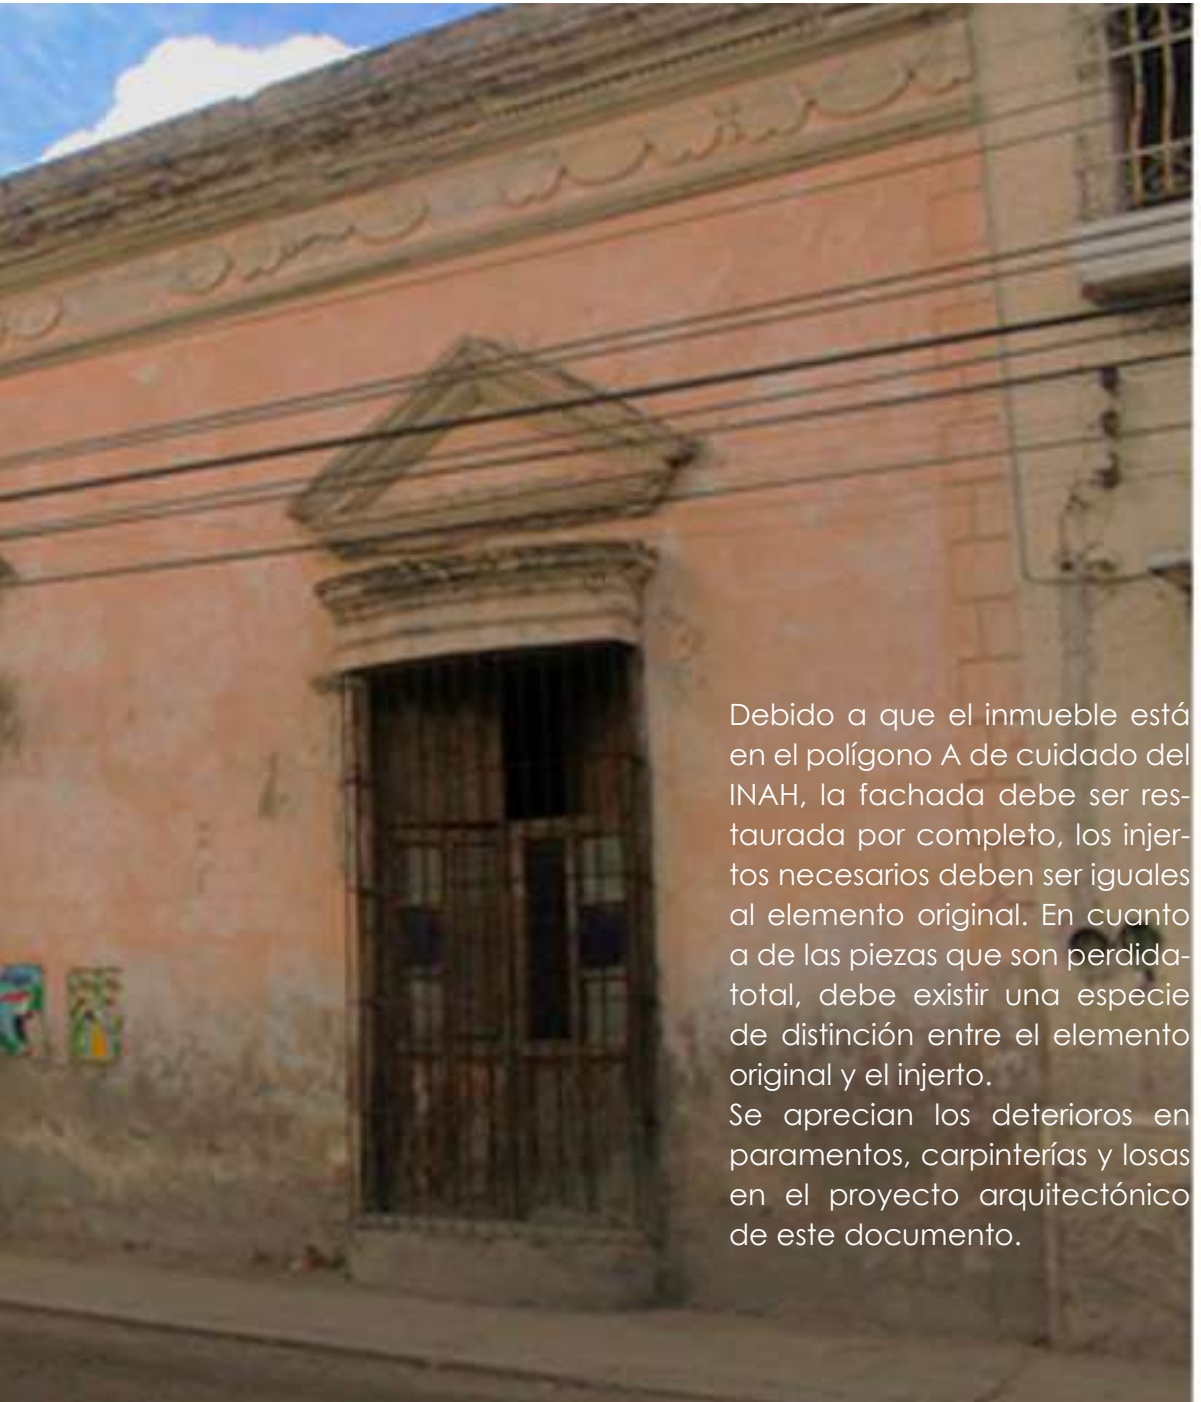 Debido a que el inmueble está
en el polígono A de cuidado del
INAH, la fachada debe ser res-
taurada por completo, los injer-
tos necesarios deben ser iguales
al elemento original. En cuanto
a de las piezas que son perdida-
total, debe existir una especie
de distinción entre el elemento
original y el injerto.
Se aprecian los deterioros en
paramentos, carpinterías y losas
en el proyecto arquitectónico
de este documento.